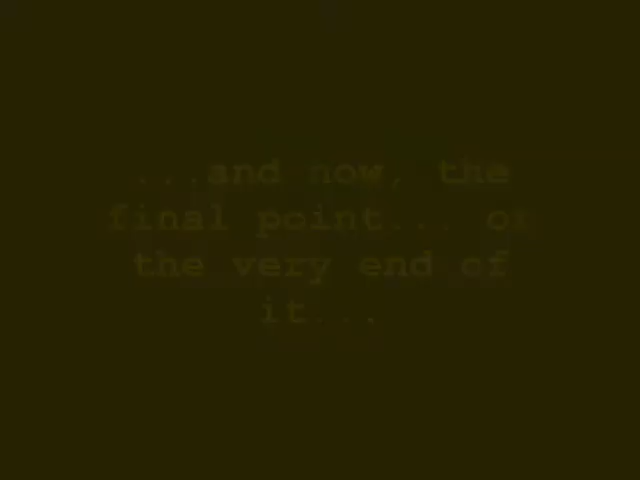 ...and now, the
final point... or
the very end of
it...